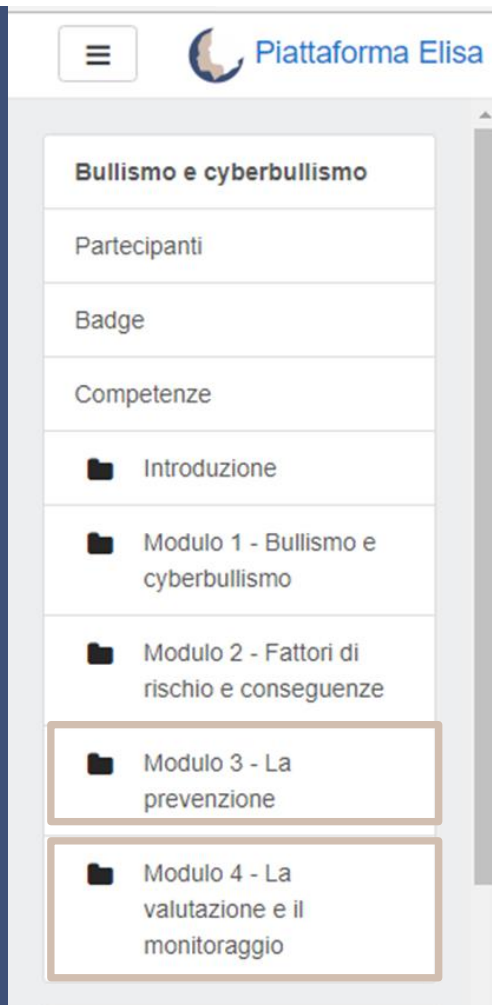 Piattaforma Elisa
Bullismo e cyberbullismo
Partecipanti
Badge
Competenze
Introduzione
Modulo 1 - Bullismo e
cyberbullismo
Modulo 2 - Fattori di
rischio e conseguenze
Modulo 3 - La
prevenzione
Modulo 4 - La
valutazione e il
monitoraggio